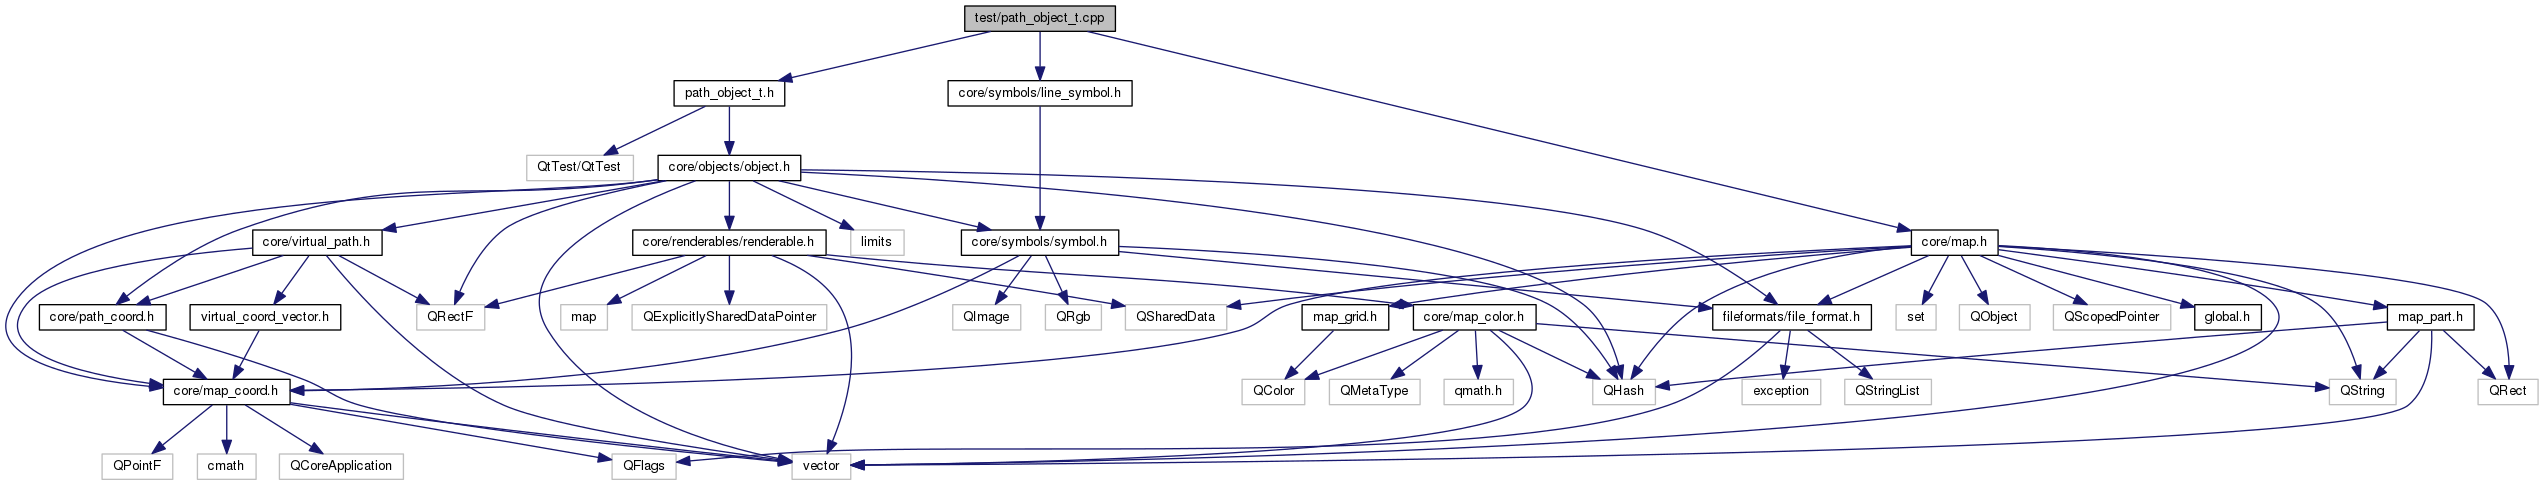 test/path_object_t.cpp
path_object_t.h
core/symbols/line_symbol.h
QtTest/QtTest
core/objects/object.h
core/virtual_path.h
core/renderables/renderable.h
limits
core/symbols/symbol.h
core/map.h
core/path_coord.h
virtual_coord_vector.h
QRectF
map
QExplicitlySharedDataPointer
QImage
QRgb
QSharedData
map_grid.h
core/map_color.h
fileformats/file_format.h
set
QObject
QScopedPointer
global.h
map_part.h
core/map_coord.h
QColor
QMetaType
qmath.h
QHash
exception
QStringList
QString
QRect
QPointF
cmath
QCoreApplication
QFlags
vector